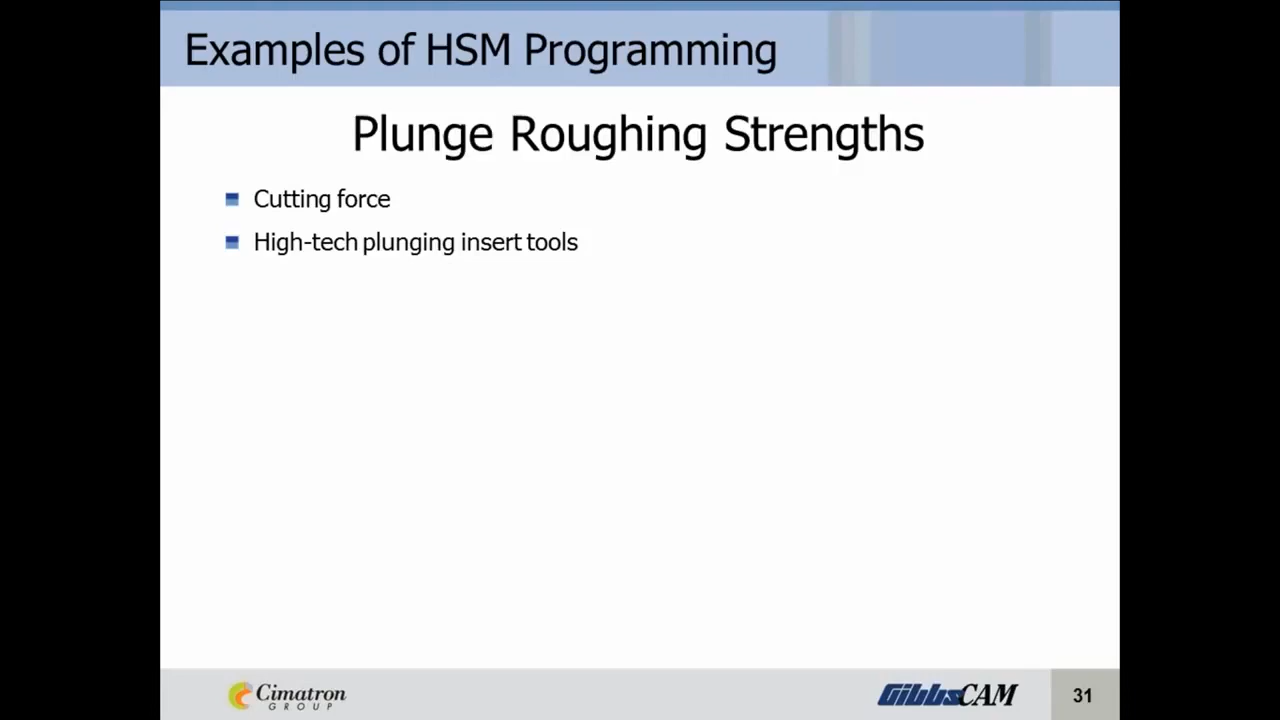 Examples of HSM Programming
Plunge Roughing Strengths
Cutting force
High-tech plunging insert tools
Cimatron
GROUP
GibbsCAM
31